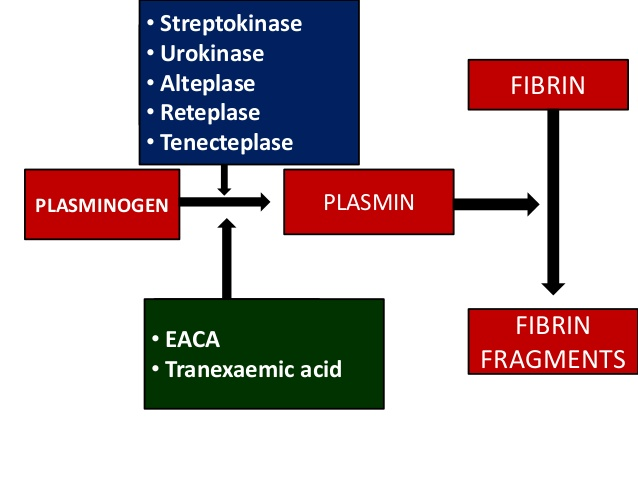 • Streptokinase
• Urokinase
• Alteplase
• Reteplase
• Tenecteplase
FIBRIN
PLASMINOGEN
PLASMIN
• EACA
• Tranexaemic acid
FIBRIN
FRAGMENTS